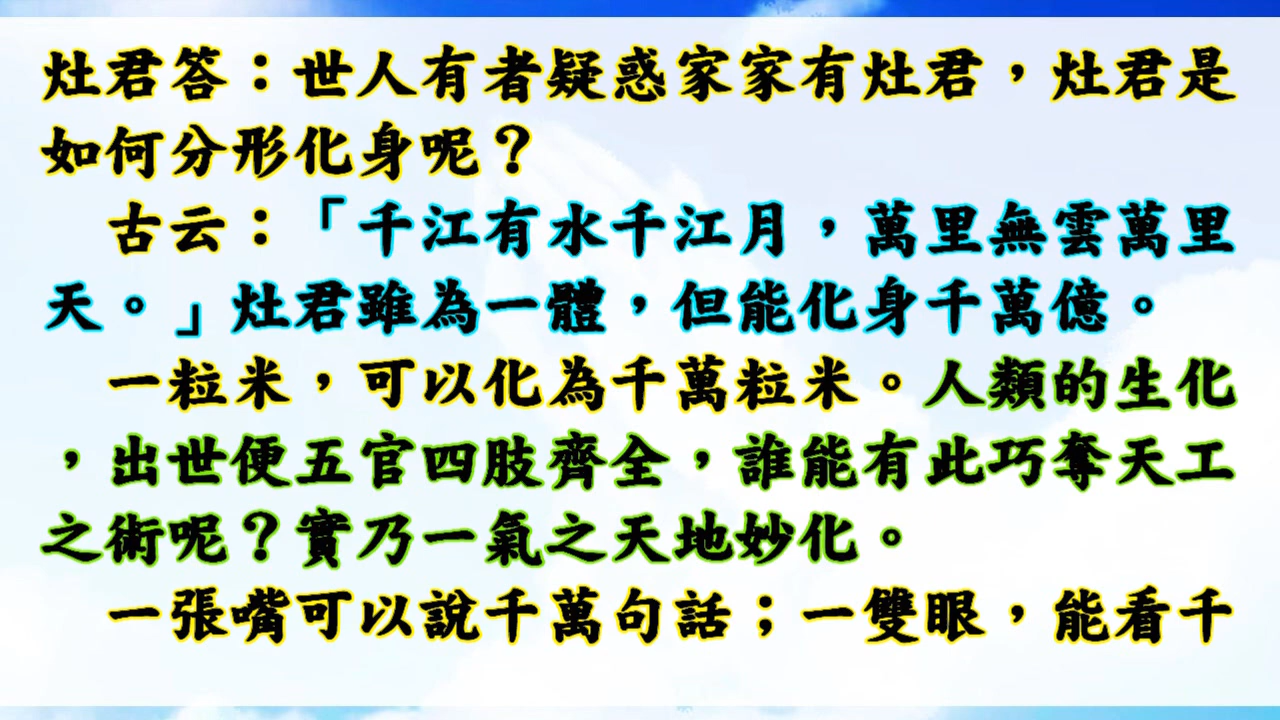 灶君答：世人有者疑惑家家有灶君，灶君是
如何分形化身呢？
古云：「千江有水千江月，萬里無雲萬里
天。」灶君雖為一體，但能化身千萬億。
一粒米，可以化為千萬粒米。人類的生化
，出世便五官四肢齊全，誰能有此巧奪天工
之術呢？實乃一氣之天地妙化。
一張嘴可以說千萬句話；一雙眼，能看千